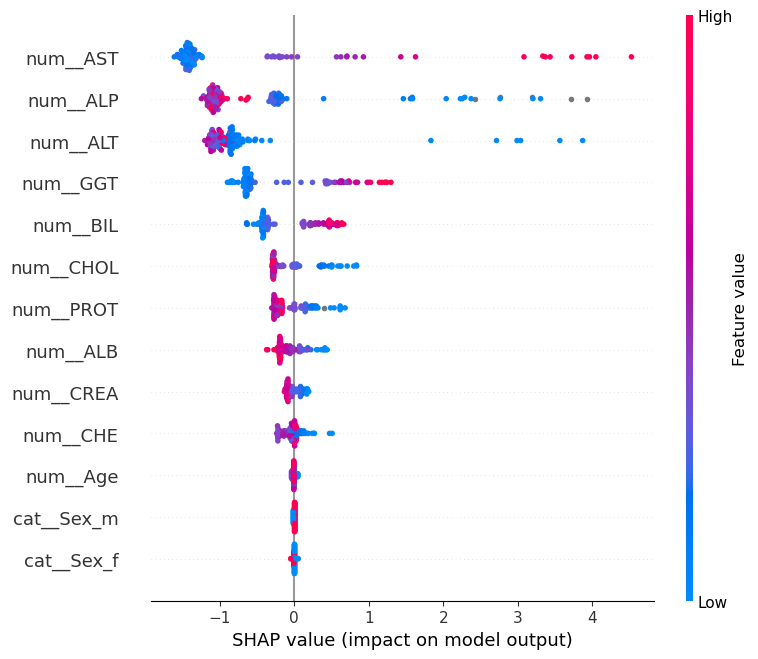 High
num__AST
num__ALP
num__ALT
num__GGT
num__BIL
num__CHOL
num__PROT
num__ALB
num__CREA
num__CHE
num__Age
cat__Sex_m
cat__Sex_f
Feature value
Low
−1 0 1 2 3 4
SHAP value (impact on model output)